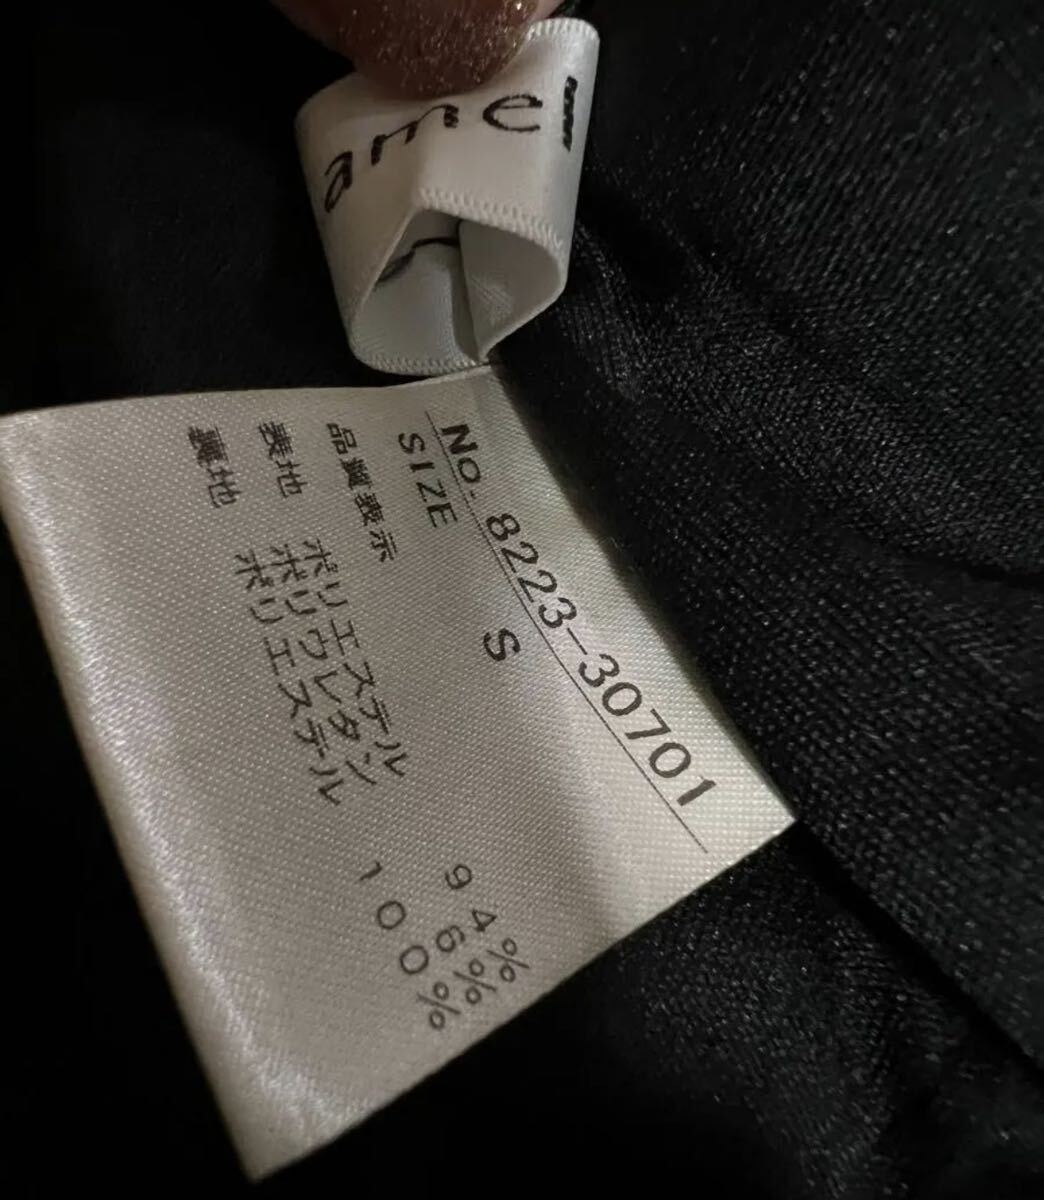 No. 8223-30701
SIZE S
品質表示
表地 ポリエステル 94%
ポリウレタン 6%
裏地 ポリエステル 100%